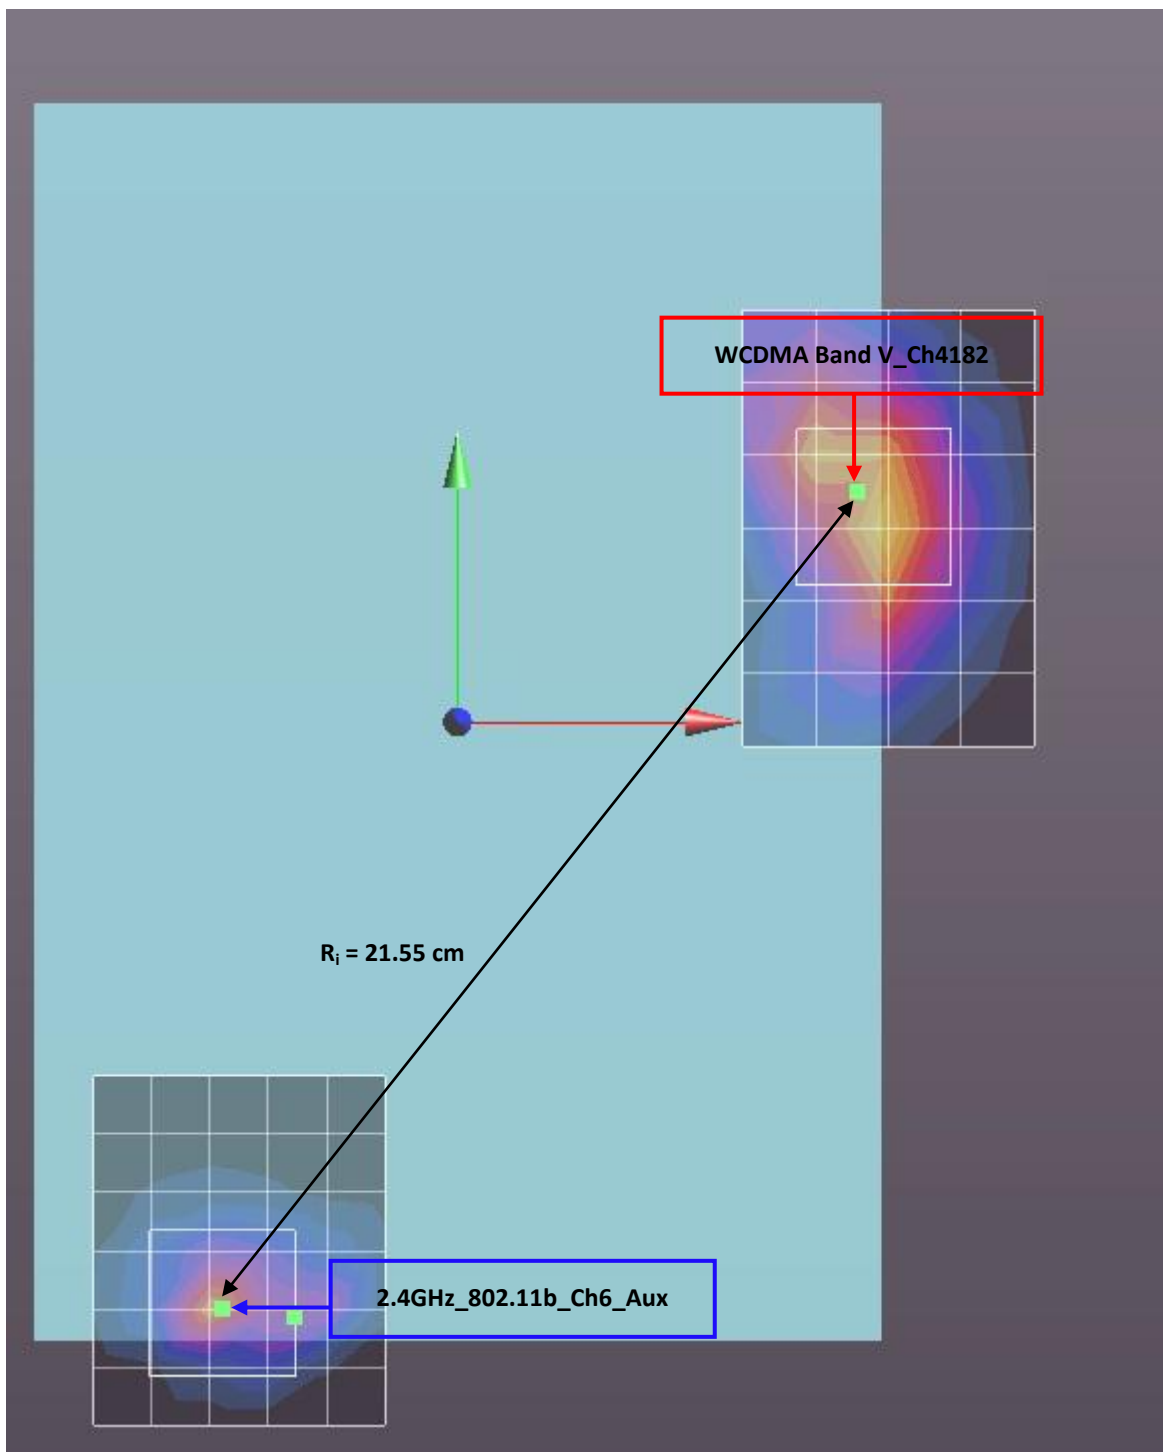 WCDMA Band V_Ch4182
Rᵢ = 21.55 cm
2.4GHz_802.11b_Ch6_Aux